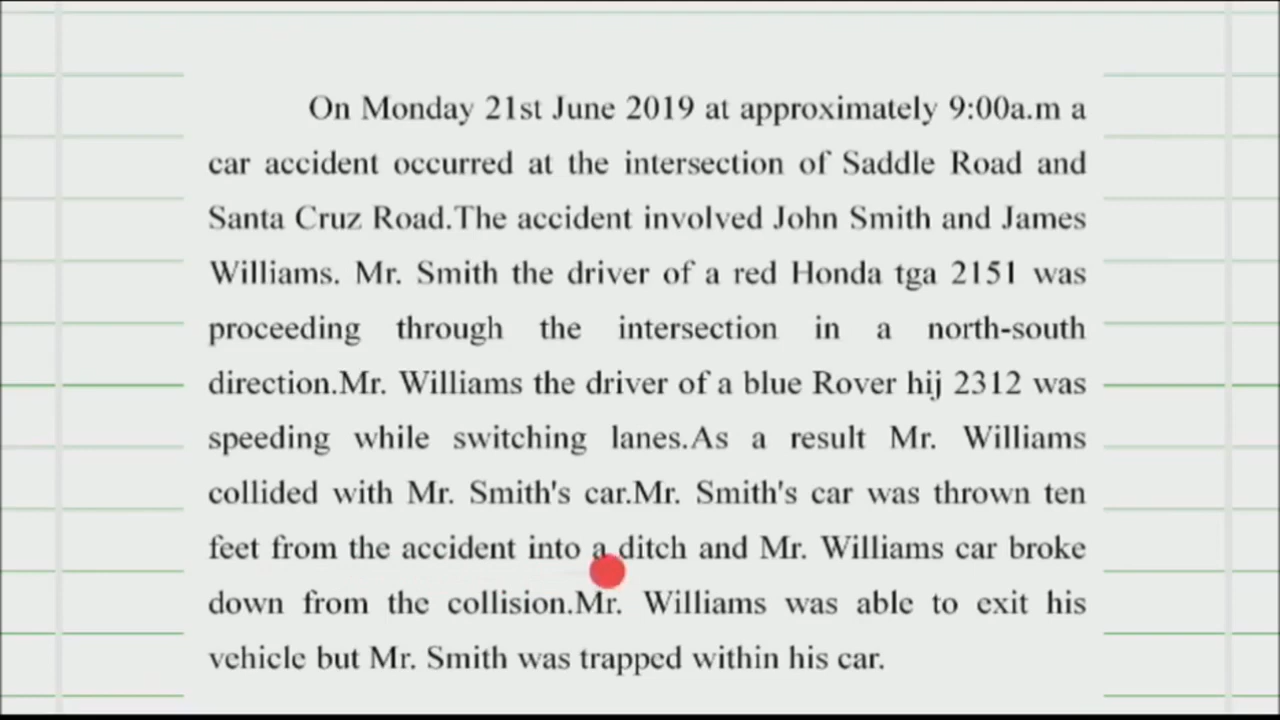 On Monday 21st June 2019 at approximately 9:00a.m a
car accident occurred at the intersection of Saddle Road and
Santa Cruz Road.The accident involved John Smith and James
Williams. Mr. Smith the driver of a red Honda tga 2151 was
proceeding through the intersection in a north-south
direction.Mr. Williams the driver of a blue Rover hij 2312 was
speeding while switching lanes.As a result Mr. Williams
collided with Mr. Smith's car.Mr. Smith's car was thrown ten
feet from the accident into a ditch and Mr. Williams car broke
down from the collision.Mr. Williams was able to exit his
vehicle but Mr. Smith was trapped within his car.